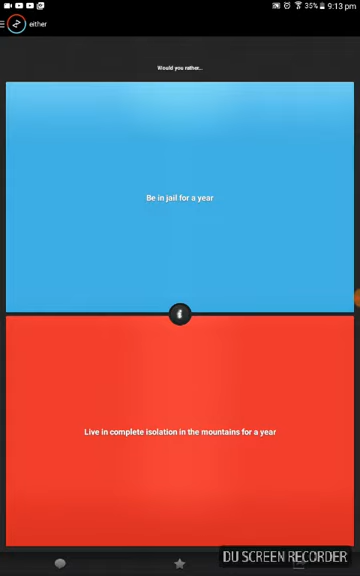 35% 9:13 pm
either
Would you rather...
Be in jail for a year
Live in complete isolation in the mountains for a year
DU SCREEN RECORDER